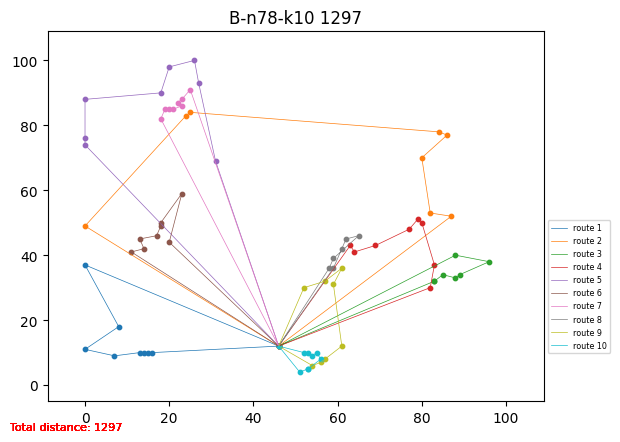 B-n78-k10 1297
100
80
60
40
20
0
0
20
40
60
80
100
route 1
route 2
route 3
route 4
route 5
route 6
route 7
route 8
route 9
route 10
Total distance: 1297